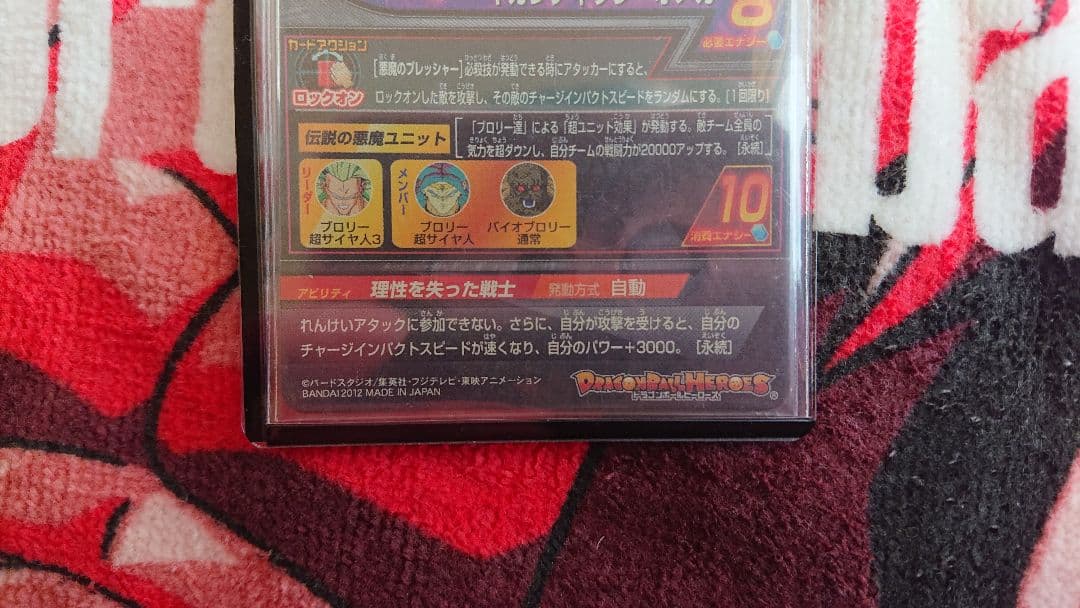 8
必要エナジー
カードアクション
ロックオン
[悪魔のプレッシャー]必殺技が発動できる時にアタッカーにすると、
ロックオンした敵を攻撃し、その敵のチャージインパクトスピードをランダムにする。[1回限り]
伝説の悪魔ユニット
「ブロリー達」による「超ユニット効果」が発動する。敵チーム全員の
気力を超ダウンし、自分チームの戦闘力が20000アップする。[永続]
リーダー
ブロリー
超サイヤ人3
メンバー
ブロリー
超サイヤ人
バイオブロリー
通常
10
消費エナジー
アビリティ 理性を失った戦士 発動方式 自動
れんけいアタックに参加できない。さらに、自分が攻撃を受けると、自分の
チャージインパクトスピードが速くなり、自分のパワー+3000。[永続]
©バードスタジオ/集英社・フジテレビ・東映アニメーション
BANDAI 2012 MADE IN JAPAN
DRAGONBALL HEROES
ドラゴンボールヒーローズ
®